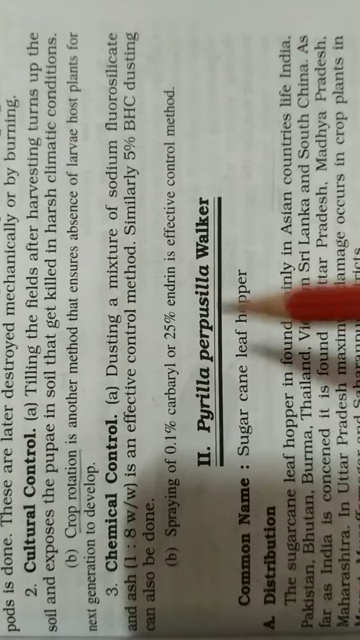 pods is done. These are later destroyed mechanically or by burning.
2. Cultural Control. (a) Tilling the fields after harvesting turns up the
soil and exposes the pupae in soil that get killed in harsh climatic conditions.
(b) Crop rotation is another method that ensures absence of larvae host plants for
next generation to develop.
3. Chemical Control. (a) Dusting a mixture of sodium fluorosilicate
and ash (1 : 8 w/w) is an effective control method. Similarly 5% BHC dusting
can also be done.
(b) Spraying of 0.1% carbaryl or 25% endrin is effective control method.
II. Pyrilla perpusilla Walker
Common Name : Sugar cane leaf hopper
A. Distribution
The sugarcane leaf hopper in found inly in Asian countries life India,
Pakistan, Bhutan, Burma, Thailand, Sri Lanka and South China. As
far as India is concened it is found Pradesh, Madhya Pradesh,
Maharastra. In Uttar Pradesh damage occurs in crop plants in